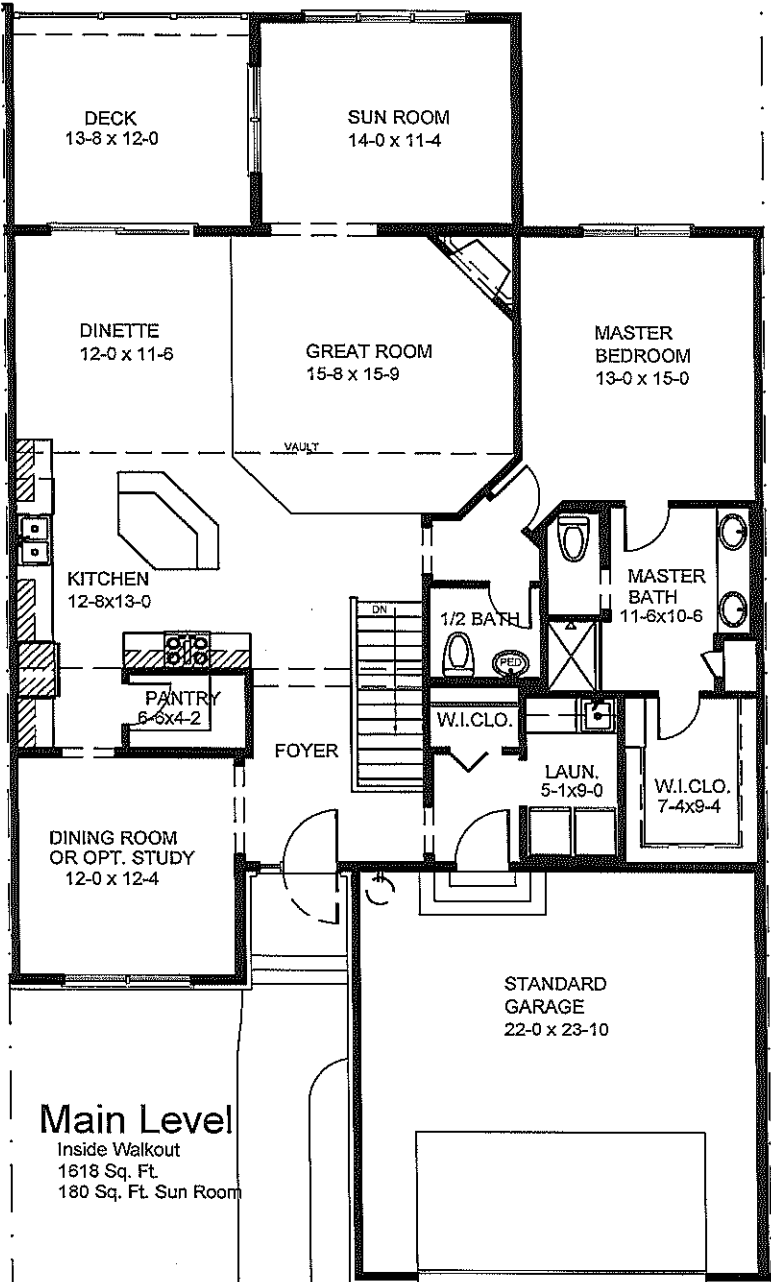 DECK
13-8 x 12-0
SUN ROOM
14-0 x 11-4
DINETTE
12-0 x 11-6
GREAT ROOM
15-8 x 15-9
MASTER
BEDROOM
13-0 x 15-0
VAULT
KITCHEN
12-8x13-0
MASTER
BATH
11-6x10-6
DN
1/2 BATH
PED
PANTRY
6-6x4-2
W.I.CLO.
FOYER
LAUN.
5-1x9-0
W.I.CLO.
7-4x9-4
DINING ROOM
OR OPT. STUDY
12-0 x 12-4
STANDARD
GARAGE
22-0 x 23-10
Main Level
Inside Walkout
1618 Sq. Ft.
180 Sq. Ft. Sun Room